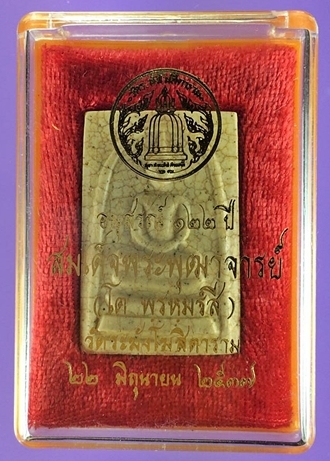 อนุสรณ์ ๑๒๒ ปี
สมเด็จพระพุฒาจารย์
(โต พรหมรังสี)
วัดระฆังโฆสิตาราม
๒๒ มิถุนายน ๒๕๓๗